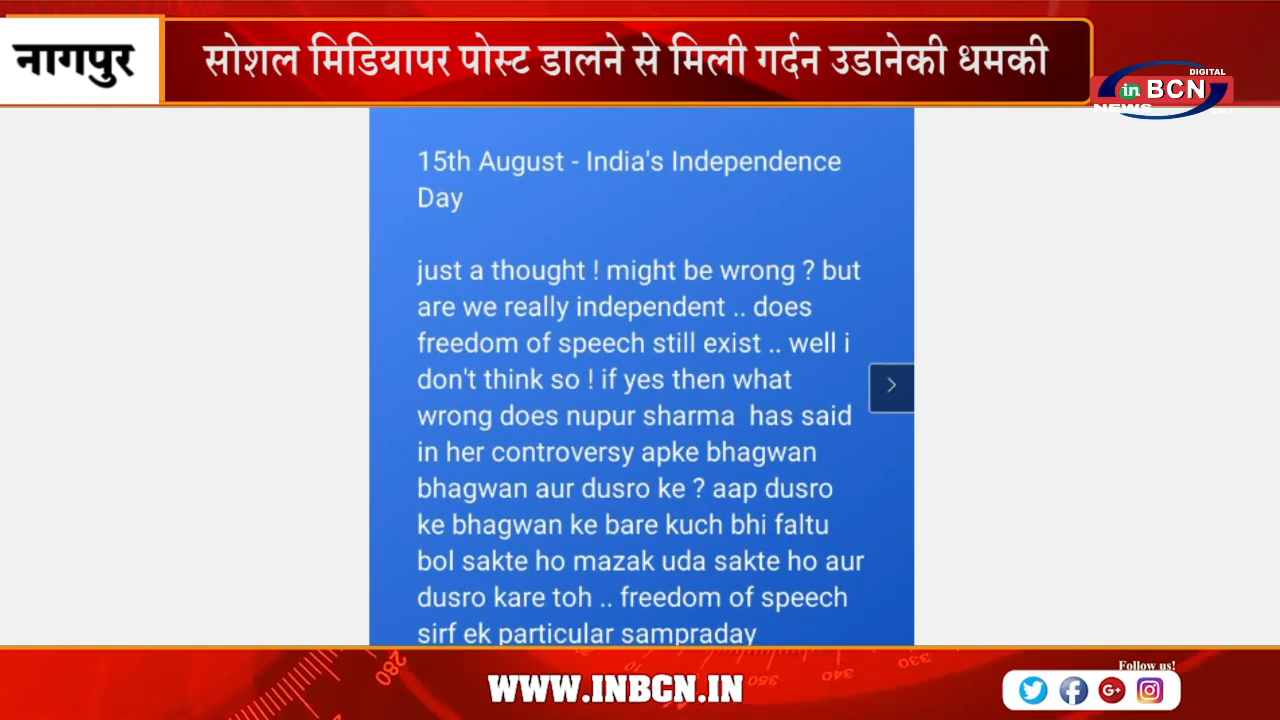 नागपुर
सोशल मिडियापर पोस्ट डालने से मिली गर्दन उडानेकी धमकी
DIGITAL
in BCN
NEWS
15th August - India's Independence
Day
just a thought ! might be wrong ? but
are we really independent .. does
freedom of speech still exist .. well i
don't think so ! if yes then what
wrong does nupur sharma has said
in her controversy apke bhagwan
bhagwan aur dusro ke ? aap dusro
ke bhagwan ke bare kuch bhi faltu
bol sakte ho mazak uda sakte ho aur
dusro kare toh .. freedom of speech
sirf ek particular sampraday
280
350
340
330
WWW.INBCN.IN
Follow us!